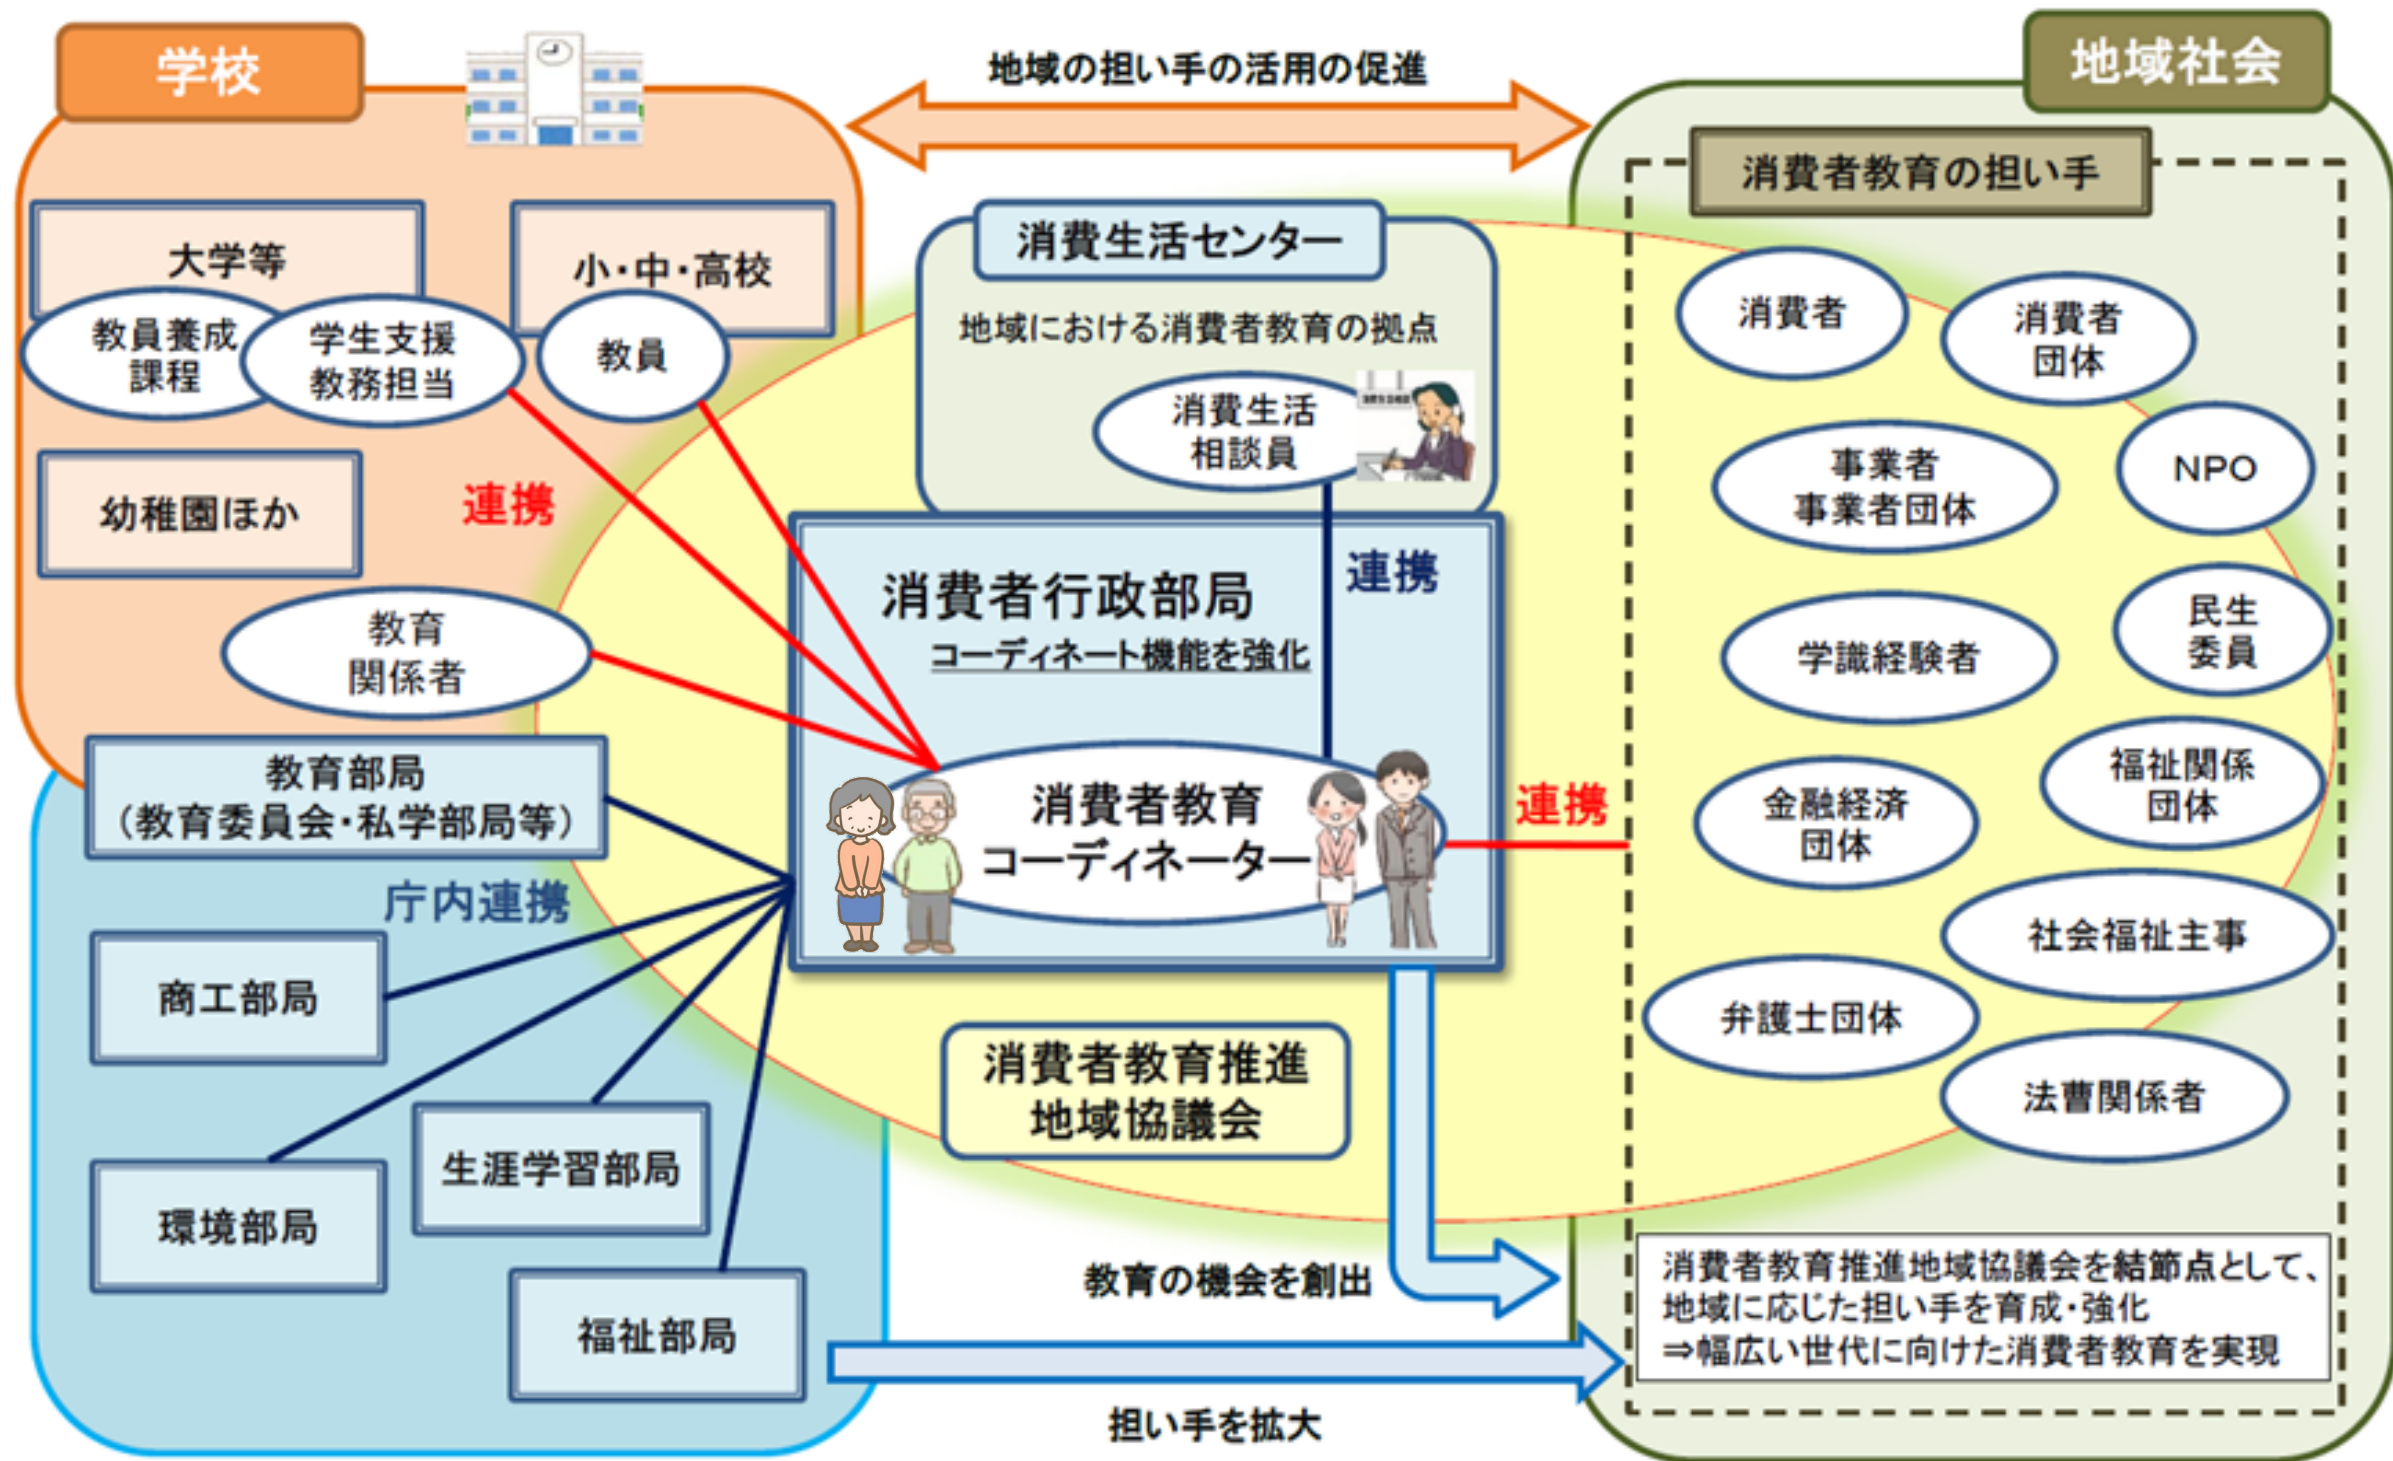 学校
地域の担い手の活用の促進
地域社会
大学等
教員養成
課程
学生支援
教務担当
小・中・高校
教員
幼稚園ほか
連携
教育
関係者
消費生活センター
地域における消費者教育の拠点
消費生活
相談員
連携
消費者行政部局
コーディネート機能を強化
消費者教育
コーディネーター
連携
消費者教育の担い手
消費者
消費者
団体
事業者
事業者団体
NPO
学識経験者
民生
委員
金融経済
団体
福祉関係
団体
社会福祉主事
弁護士団体
法曹関係者
教育部局
（教育委員会・私学部局等）
庁内連携
商工部局
環境部局
生涯学習部局
福祉部局
消費者教育推進
地域協議会
教育の機会を創出
担い手を拡大
消費者教育推進地域協議会を結節点として、
地域に応じた担い手を育成・強化
⇒幅広い世代に向けた消費者教育を実現